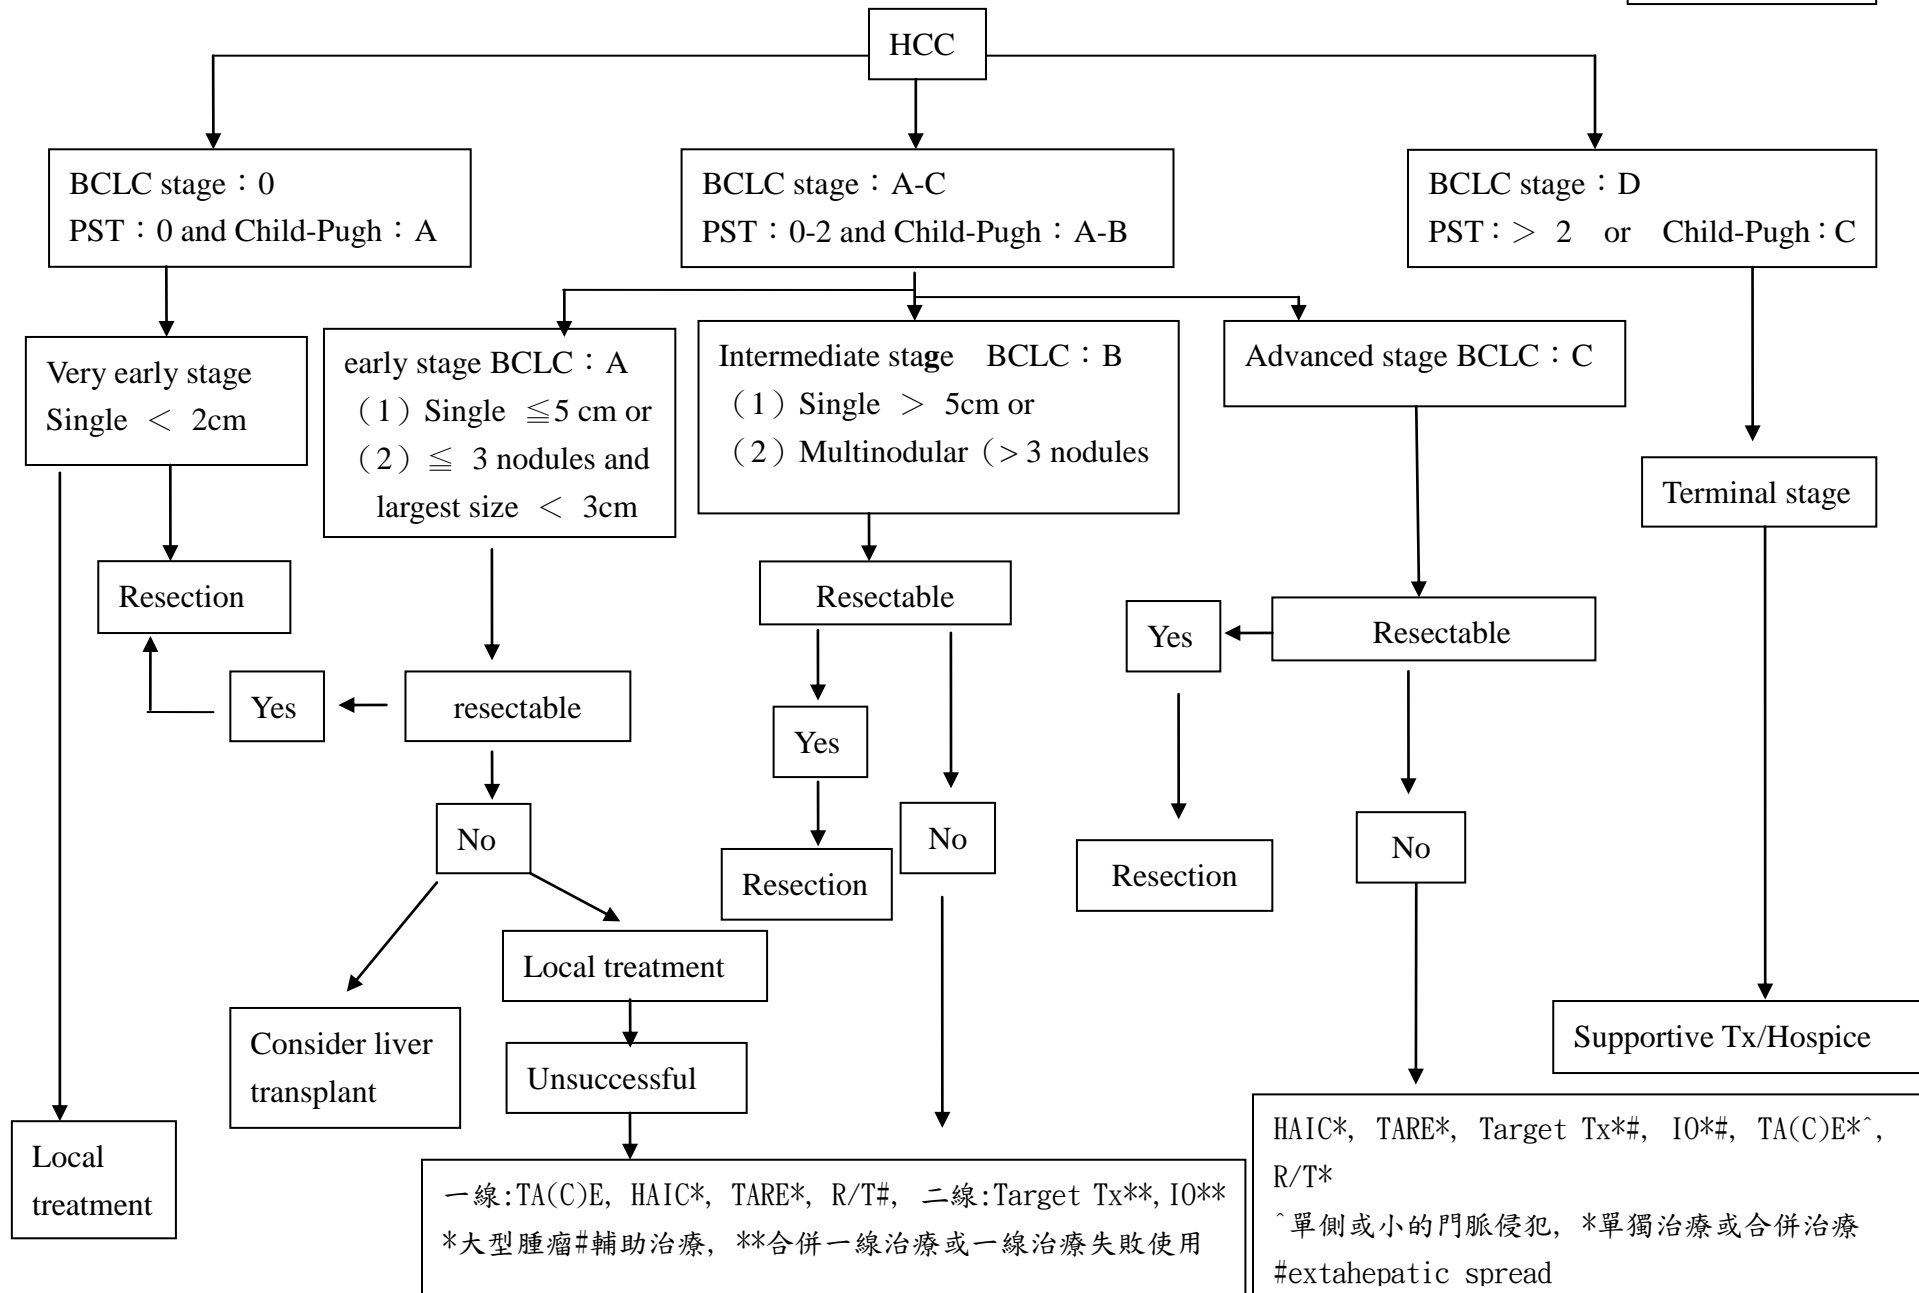 HCC
BCLC stage：0
PST：0 and Child-Pugh：A
BCLC stage：A-C
PST：0-2 and Child-Pugh：A-B
BCLC stage：D
PST：＞ 2 or Child-Pugh：C
Very early stage
Single ＜ 2cm
early stage BCLC：A
（1）Single ≦5 cm or
（2）≦ 3 nodules and
largest size ＜ 3cm
Intermediate stage BCLC：B
（1）Single ＞ 5cm or
（2）Multinodular（＞3 nodules
Advanced stage BCLC：C
Terminal stage
Resection
Resectable
Yes
Resectable
Yes
resectable
Yes
No
No
No
Resection
Resection
Local treatment
Consider liver
transplant
Unsuccessful
Supportive Tx/Hospice
Local
treatment
一線:TA(C)E, HAIC*, TARE*, R/T#, 二線:Target Tx**,IO**
*大型腫瘤#輔助治療, **合併一線治療或一線治療失敗使用
HAIC*, TARE*, Target Tx*#, IO*#, TA(C)E*^,
R/T*
^單側或小的門脈侵犯, *單獨治療或合併治療
#extahepatic spread